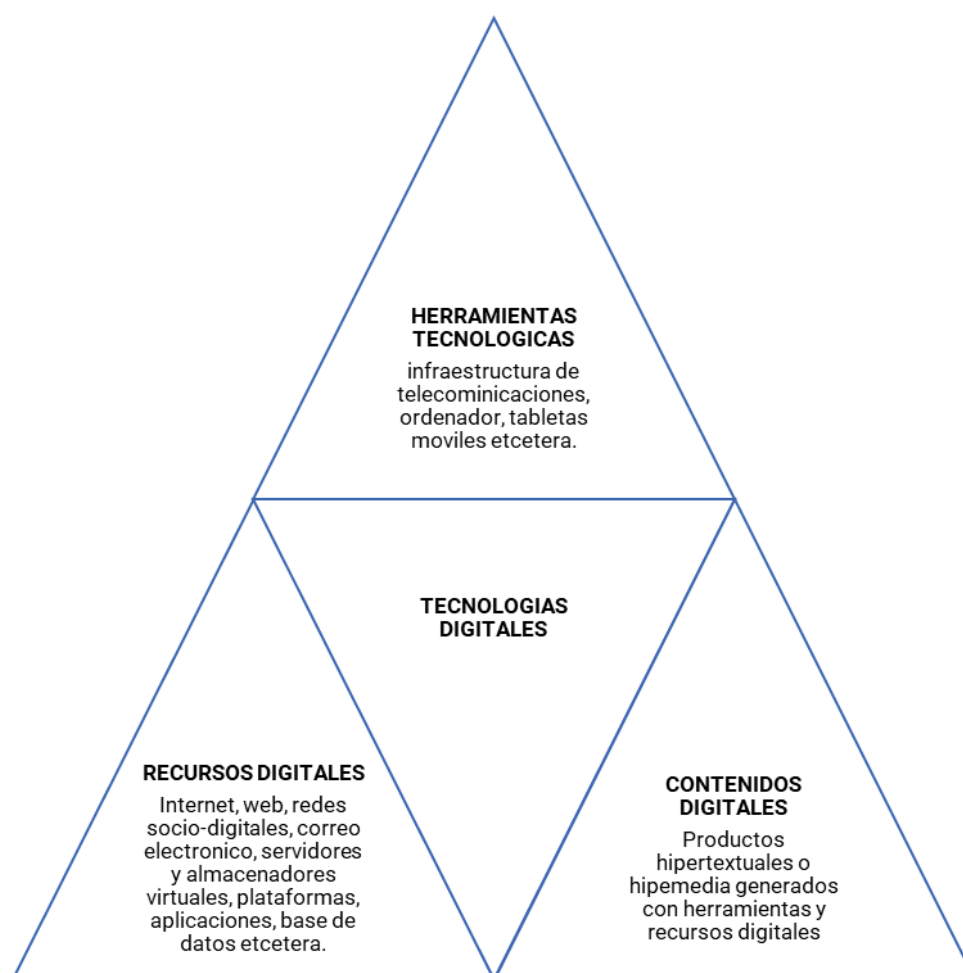 HERRAMIENTAS
TECNOLOGICAS
infraestructura de
telecominicaciones,
ordenador, tabletas
moviles etcetera.
TECNOLOGIAS
DIGITALES
RECURSOS DIGITALES
Internet, web, redes
socio-digitales, correo
electronico, servidores
y almacenadores
virtuales, plataformas,
aplicaciones, base de
datos etcetera.
CONTENIDOS
DIGITALES
Productos
hipertextuales o
hipemedia generados
con herramientas y
recursos digitales